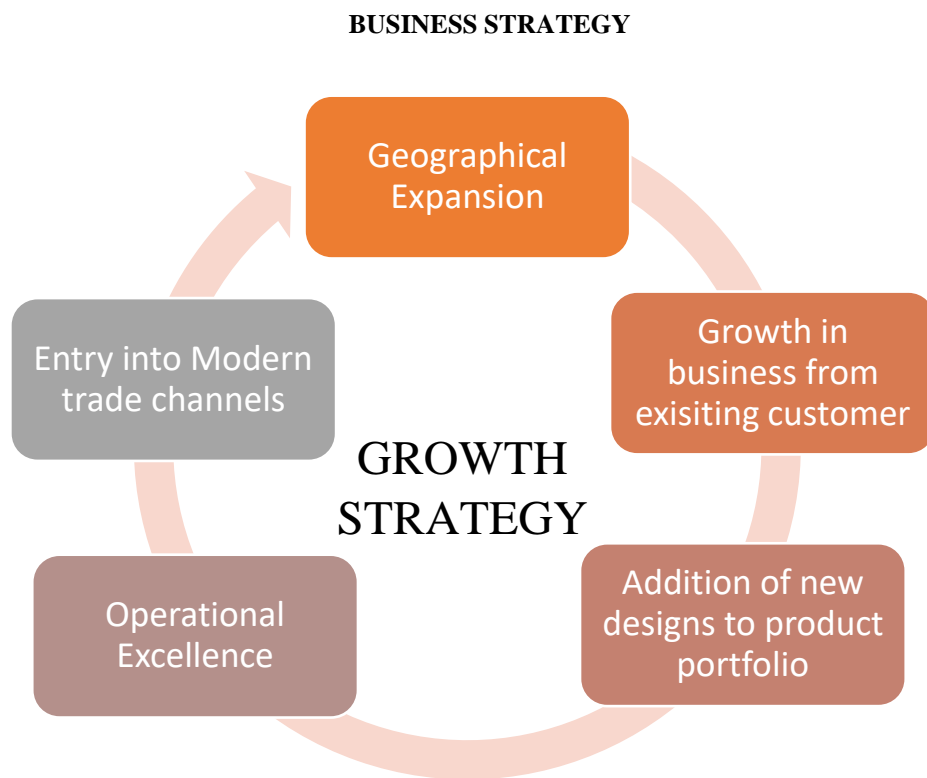 BUSINESS STRATEGY
Geographical
Expansion
Growth in
business from
exisiting customer
Addition of new
designs to product
portfolio
Operational
Excellence
Entry into Modern
trade channels
GROWTH
STRATEGY